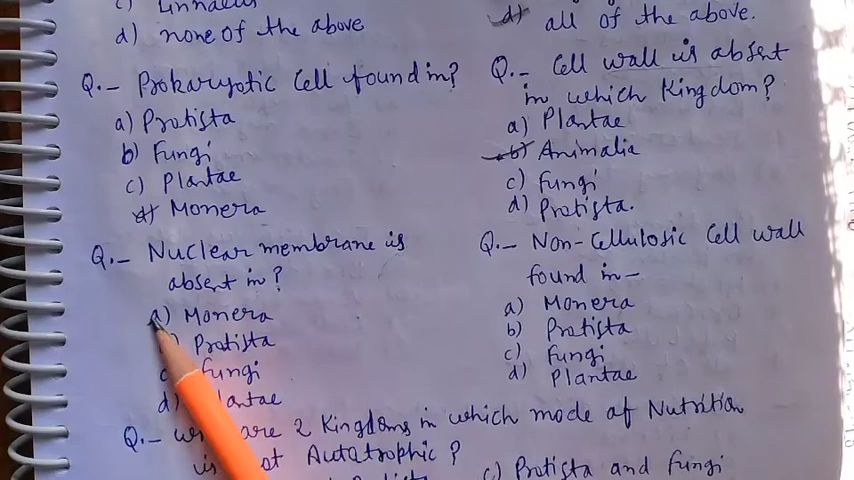 c) Linnaeus
d) none of the above
Q.- Prokaryotic Cell found in?
a) Protista
b) Fungi
c) Plantae
d) Monera
Q.- Nuclear membrane is
absent in?
a) Monera
Protista
c fungi
d) lantae
Q.- are 2 Kingdoms in which mode of Nutrition
is Autotrophic?
d) all of the above.
Q.- Cell wall is absent
in which Kingdom?
a) Plantae
b) Animalia
c) fungi
d) Protista.
Q.- Non-Cellulosic Cell wall
found in-
a) Monera
b) Protista
c) Fungi
d) Plantae
c) Protista and fungi